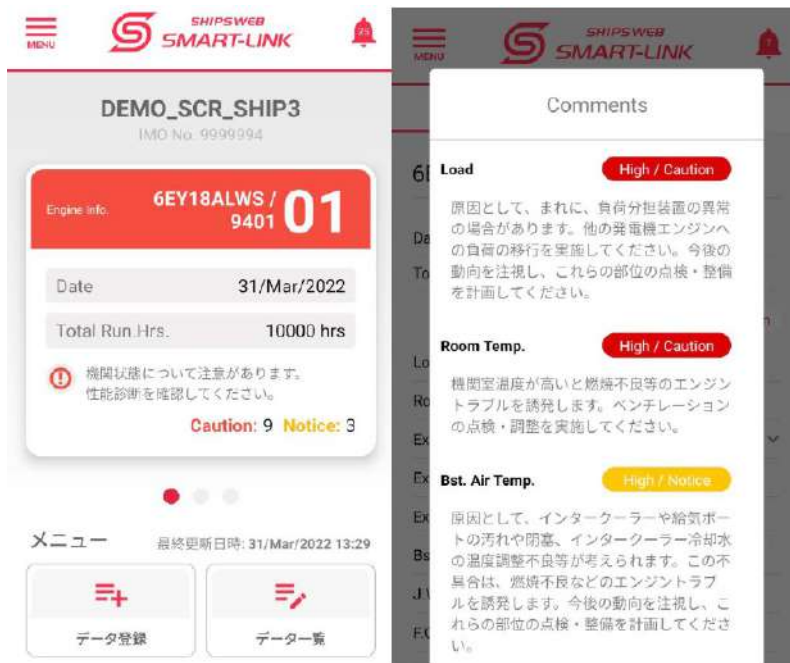 MENU
SHIPSWEB
SMART-LINK
25
DEMO_SCR_SHIP3
IMO No. 9999994
Engine Info.
6EY18ALWS /
9401
01
Date
31/Mar/2022
Total Run.Hrs.
10000 hrs
機関状態について注意があります。
性能診断を確認してください。
Caution: 9 Notice: 3
メニュー
最終更新日時: 31/Mar/2022 13:29
データ登録
データ一覧
MENU
SHIPSWEB
SMART-LINK
Comments
Load
High / Caution
原因として、まれに、負荷分担装置の異常
の場合があります。他の発電機エンジンへ
の負荷の移行を実施してください。今後の
動向を注視し、これらの部位の点検・整備
を計画してください。
Room Temp.
High / Caution
機関室温度が高いと燃焼不良等のエンジン
トラブルを誘発します。ベンチレーション
の点検・調整を実施してください。
Bst. Air Temp.
High / Notice
原因として、インタークーラーや給気ポー
トの汚れや閉塞、インタークーラー冷却水
の温度調整不良等が考えられます。この不
具合は、燃焼不良などのエンジントラブ
ルを誘発します。今後の動向を注視し、こ
れらの部位の点検・整備を計画してくださ
い。
6E
Da
To
Lo
Ro
Ex
Ex
Ex
Bs
J.W
F.O